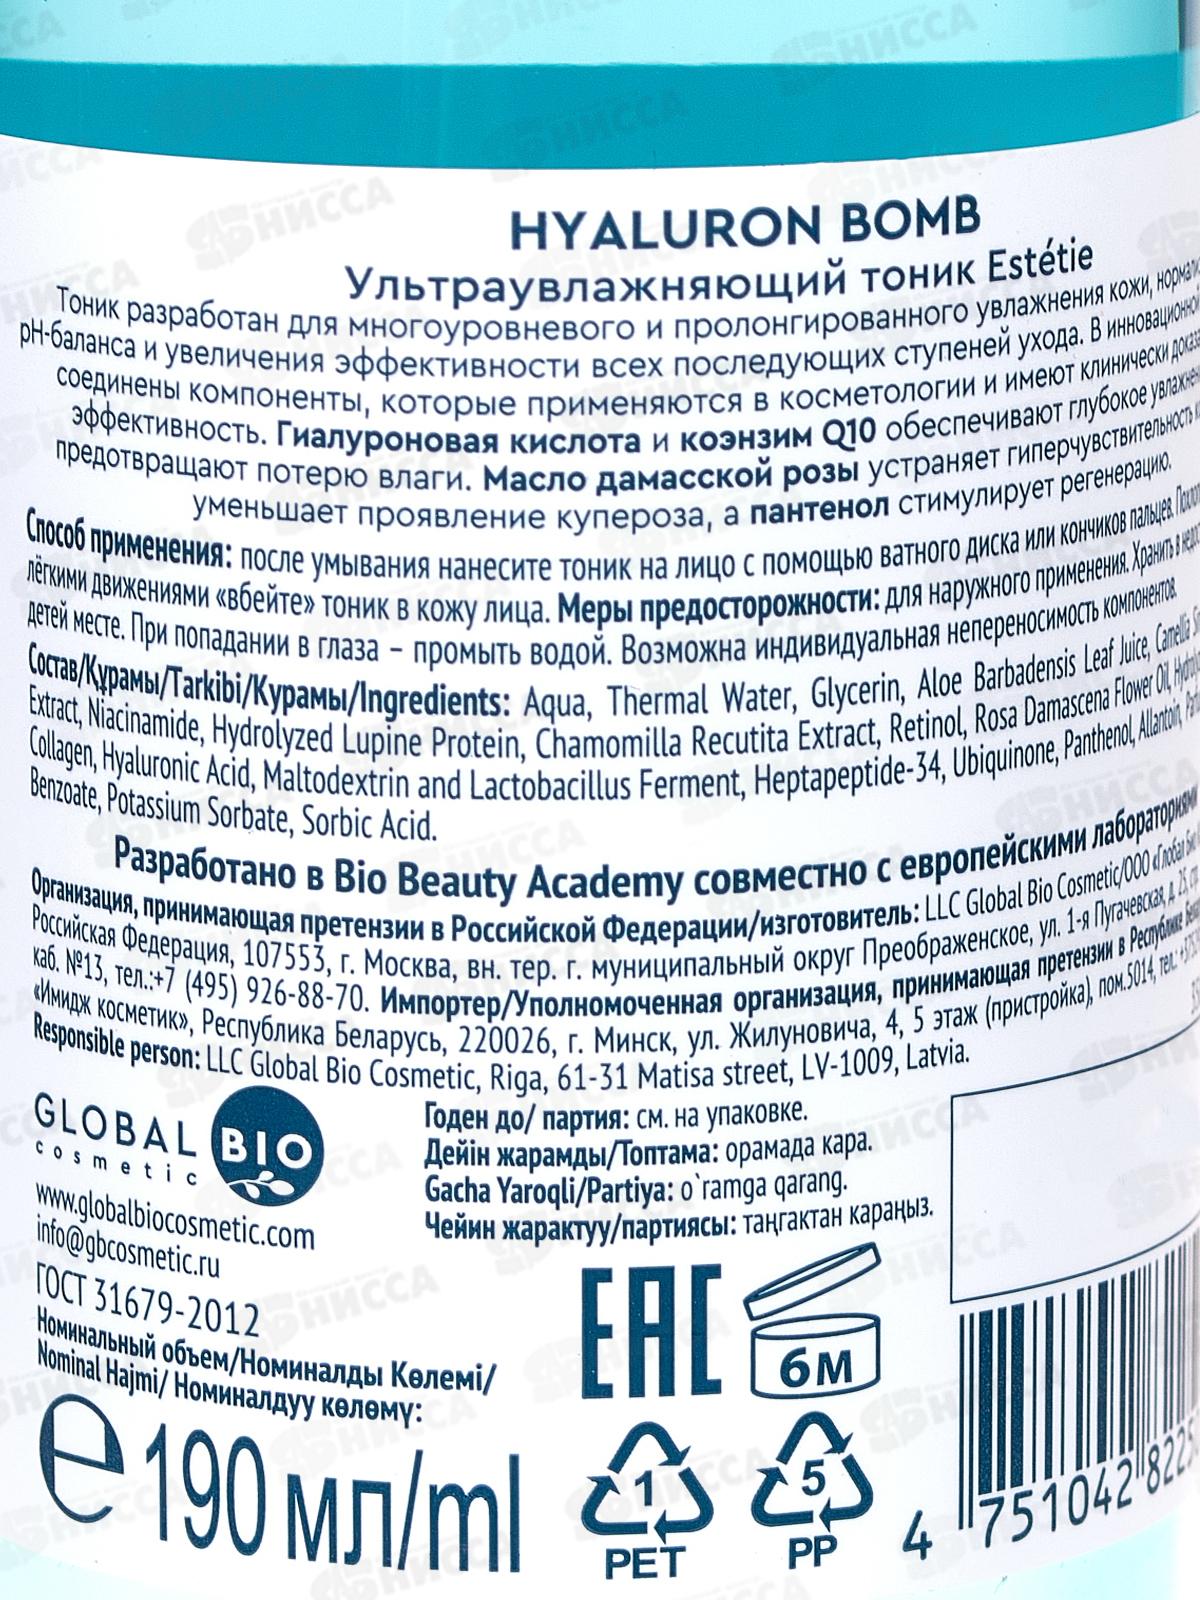 HYALURON BOMB
Ультраувлажняющий тоник Estétie
Тоник разработан для многоуровневого и пролонгированного увлажнения кожи,
pH-баланса и увеличения эффективности всех последующих ступеней ухода. В
соединены компоненты, которые применяются в косметологии и имеют клинически
эффективность. Гиалуроновая кислота и коэнзим Q10 обеспечивают глубокое
предотвращают потерю влаги. Масло дамасской розы устраняет гиперчувствительность
уменьшает проявление купероза, а пантенол стимулирует регенерацию.
Способ применения: после умывания нанесите тоник на лицо с помощью ватного диска или кончиков пальцев.
лёгкими движениями «вбейте» тоник в кожу лица. Меры предосторожности: для наружного применения. Хранить в
детей месте. При попадании в глаза – промыть водой. Возможна индивидуальная непереносимость компонентов.
Состав/Құрамы/Tarkibi/Курамы/Ingredients: Aqua, Thermal Water, Glycerin, Aloe Barbadensis Leaf Juice, Camellia
Extract, Niacinamide, Hydrolyzed Lupine Protein, Chamomilla Recutita Extract, Retinol, Rosa Damascena Flower Oil,
Collagen, Hyaluronic Acid, Maltodextrin and Lactobacillus Ferment, Heptapeptide-34, Ubiquinone, Panthenol, Allantoin,
Benzoate, Potassium Sorbate, Sorbic Acid.
Разработано в Bio Beauty Academy совместно с европейскими лабораториями
Организация, принимающая претензии в Российской Федерации/изготовитель: LLC Global Bio Cosmetic/ООО «Глобал Био
Российская Федерация, 107553, г. Москва, вн. тер. г. муниципальный округ Преображенское, ул. 1-я Пугачевская, д. 25,
каб. №13, тел.:+7 (495) 926-88-70. Импортер/Уполномоченная организация, принимающая претензии в Республике
«Имидж косметик», Республика Беларусь, 220026, г. Минск, ул. Жилуновича, 4, 5 этаж (пристройка), пом.5014, тел.:
Responsible person: LLC Global Bio Cosmetic, Riga, 61-31 Matisa street, LV-1009, Latvia.
GLOBAL BIO
cosmetic
www.globalbiocosmetic.com
info@gbcosmetic.ru
ГОСТ 31679-2012
Годен до/ партия: см. на упаковке.
Дейін жарамды/Топтама: орамада кара.
Gacha Yaroqli/Partiya: o`ramga qarang.
Чейин жарактуу/партиясы: таңгактан караңыз.
Номинальный объем/Номиналды Көлемі/
Nominal Hajmi/ Номиналдуу көлөмү:
℮ 190 мл/ml
EAC
6М
1
PET
5
PP
4 751042 822
НИССА